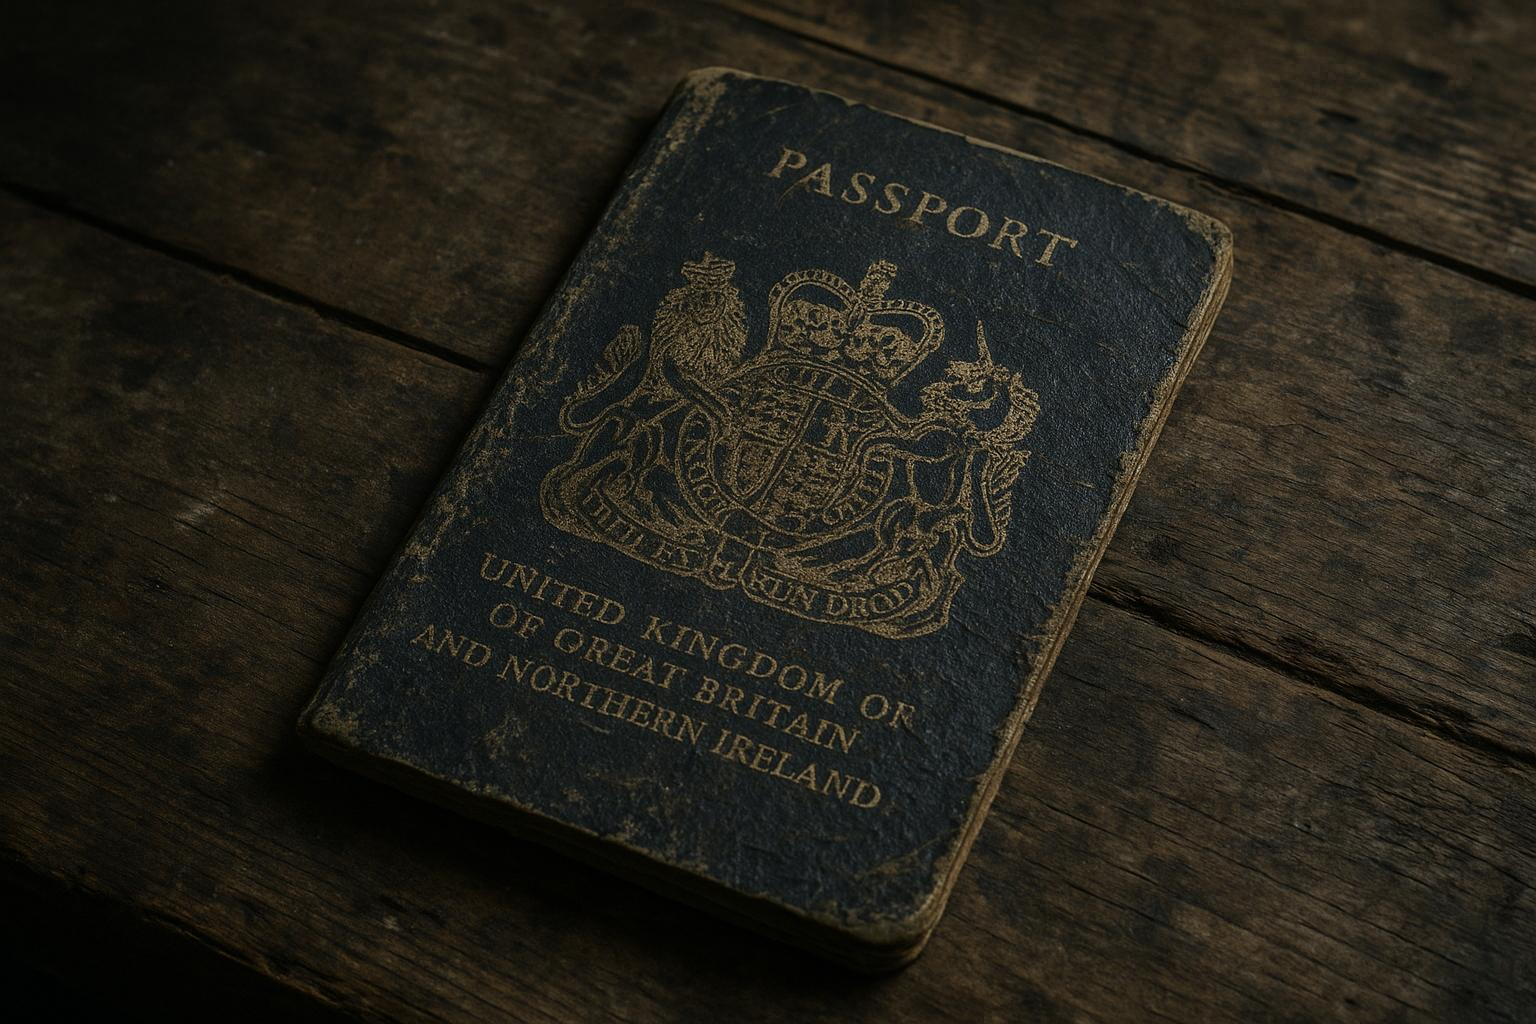 PASSPORT
UNITED KINGDOM OF
OF GREAT BRITAIN
AND NORTHERN IRELAND